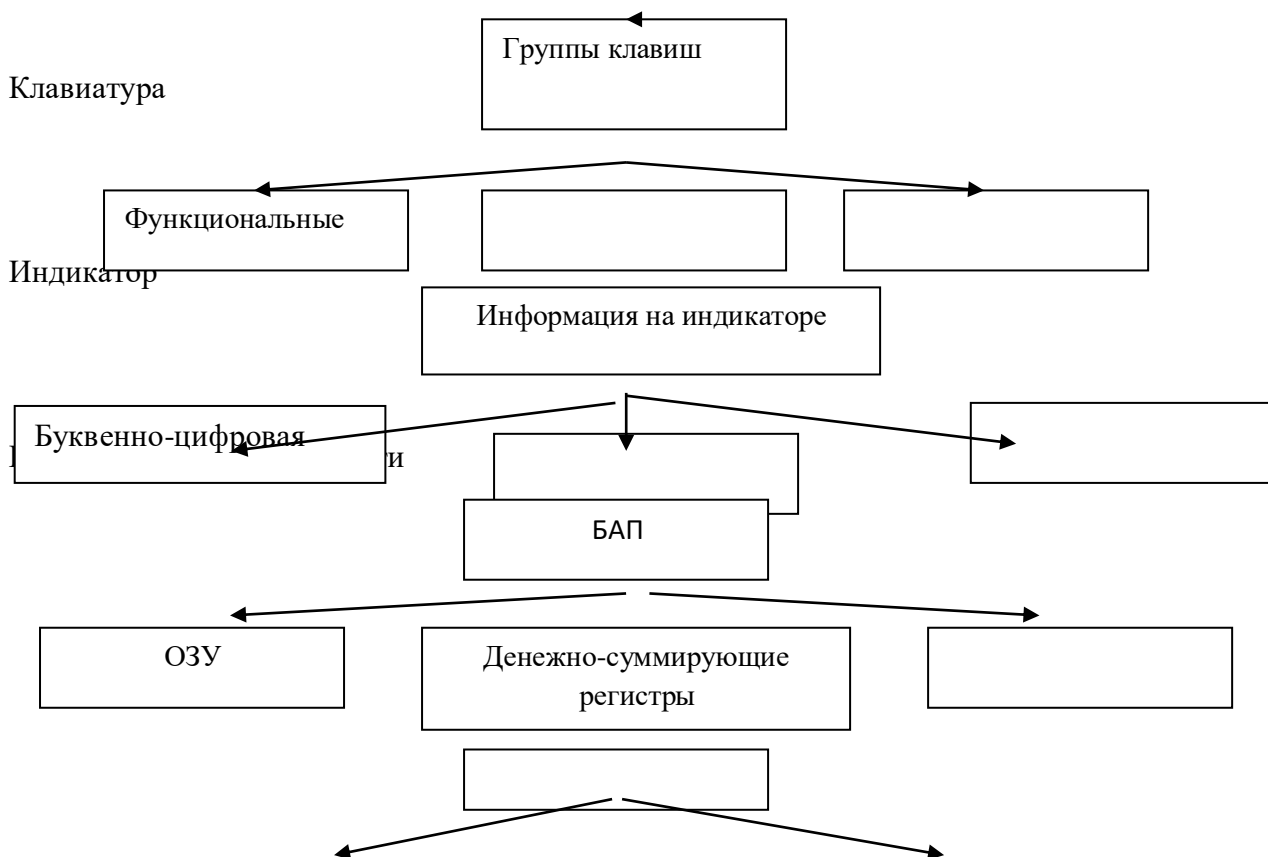 Группы клавиш
Клавиатура
Функциональные
Индикатор
Информация на индикаторе
Буквенно-цифровая
БАП
ОЗУ
Денежно-суммирующие
регистры